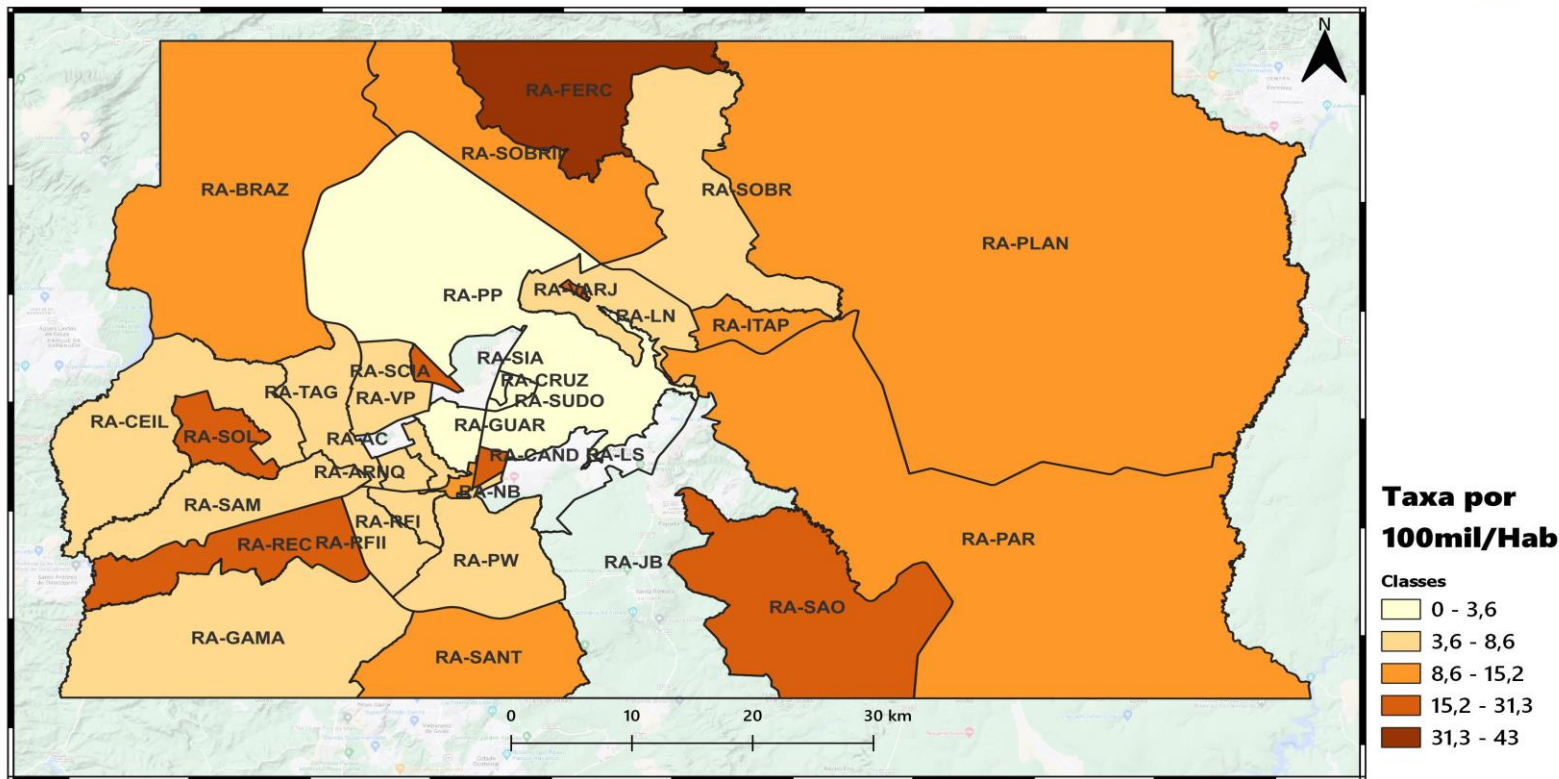 N
RA-FERC
RA-SOBRII
RA-BRAZ
RA-SOBR
RA-PLAN
RA-PP
RA-VARJ
RA-LN
RA-ITAP
RA-SIA
RA-SCIA
RA-CRUZ
RA-TAG
RA-VP
RA-SUDO
RA-CEIL
RA-GUAR
RA-SOL
RA-AC
RA-CAND
RA-LS
RA-ARNQ
RA-NB
RA-SAM
RA-RFI
RA-REC
RA-RFII
RA-PAR
RA-PW
RA-JB
RA-SAO
RA-GAMA
RA-SANT
0 10 20 30 km
Taxa por
100mil/Hab
Classes
0 - 3,6
3,6 - 8,6
8,6 - 15,2
15,2 - 31,3
31,3 - 43